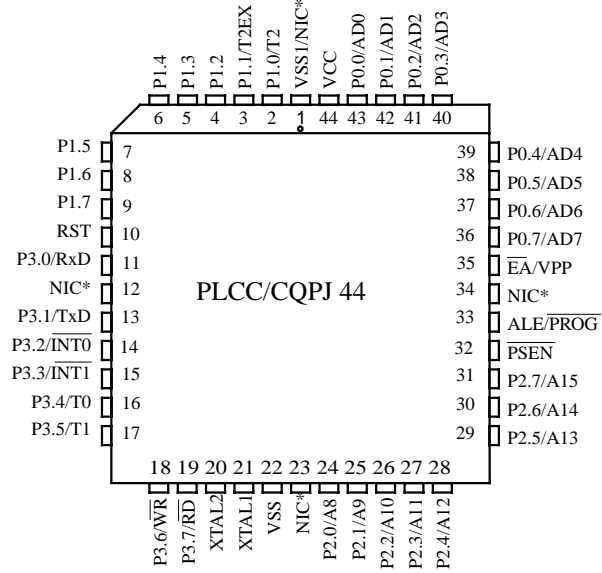 P1.4
P1.3
P1.2
P1.1/T2EX
P1.0/T2
VSS1/NIC*
VCC
P0.0/AD0
P0.1/AD1
P0.2/AD2
P0.3/AD3
6 5 4 3 2 1 44 43 42 41 40
P1.5 7
P1.6 8
P1.7 9
RST 10
P3.0/RxD 11
NIC* 12
P3.1/TxD 13
P3.2/INT0 14
P3.3/INT1 15
P3.4/T0 16
P3.5/T1 17
PLCC/CQPJ 44
39 P0.4/AD4
38 P0.5/AD5
37 P0.6/AD6
36 P0.7/AD7
35 EA/VPP
34 NIC*
33 ALE/PROG
32 PSEN
31 P2.7/A15
30 P2.6/A14
29 P2.5/A13
18 19 20 21 22 23 24 25 26 27 28
P3.6/WR
P3.7/RD
XTAL2
XTAL1
VSS
NIC*
P2.0/A8
P2.1/A9
P2.2/A10
P2.3/A11
P2.4/A12